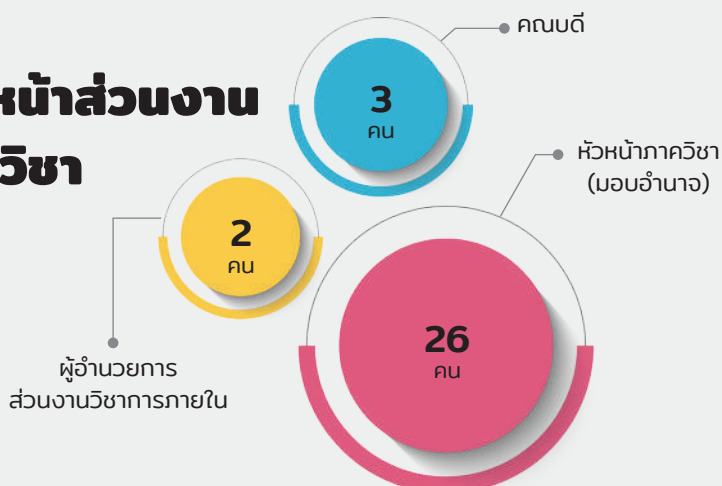 หน้าส่วนงาน
วิชา
คณบดี
3
คน
หัวหน้าภาควิชา
(มอบอำนาจ)
2
คน
26
คน
ผู้อำนวยการ
ส่วนงานวิชาการภายใน